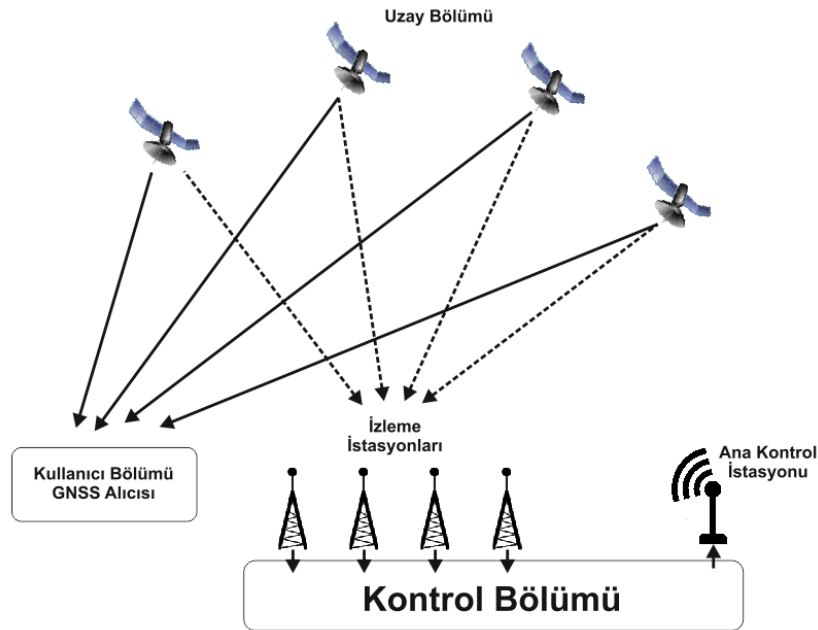 Uzay Bölümü
İzleme
İstasyonları
Kullanıcı Bölümü
GNSS Alıcısı
Ana Kontrol
İstasyonu
Kontrol Bölümü